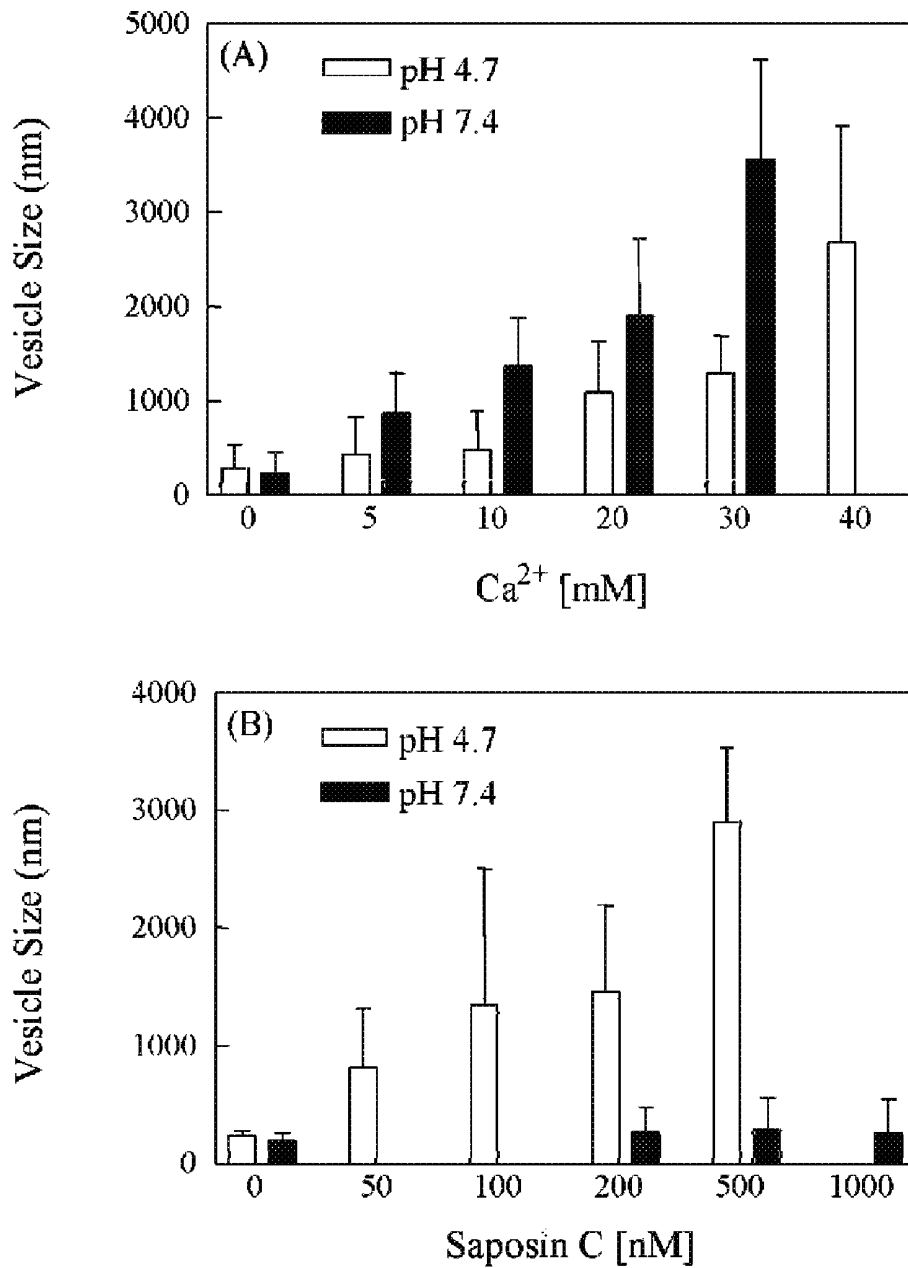 5000
(A)
pH 4.7
pH 7.4
4000
3000
2000
1000
0
Vesicle Size (nm)
0 5 10 20 30 40
Ca²⁺ [mM]
4000
(B)
pH 4.7
pH 7.4
3000
2000
1000
0
Vesicle Size (nm)
0 50 100 200 500 1000
Saposin C [nM]